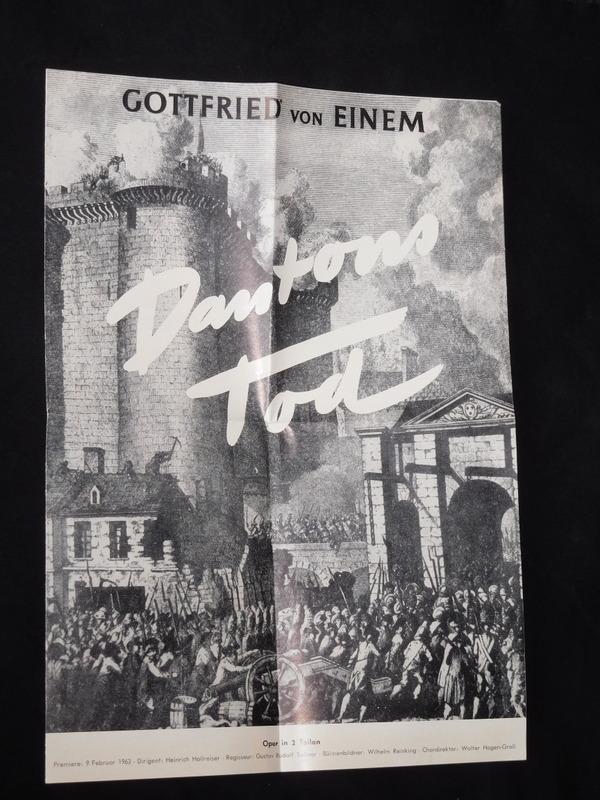 GOTTFRIED VON EINEM
Dantons
Tod
Oper in 2 Teilen
Premiere: 9. Februar 1963 · Dirigent: Heinrich Hollreiser · Regisseur: Gustav Rudolf Sellner · Bühnenbildner: Wilhelm Reinking · Chordirektor: Walter Hagen-Groll